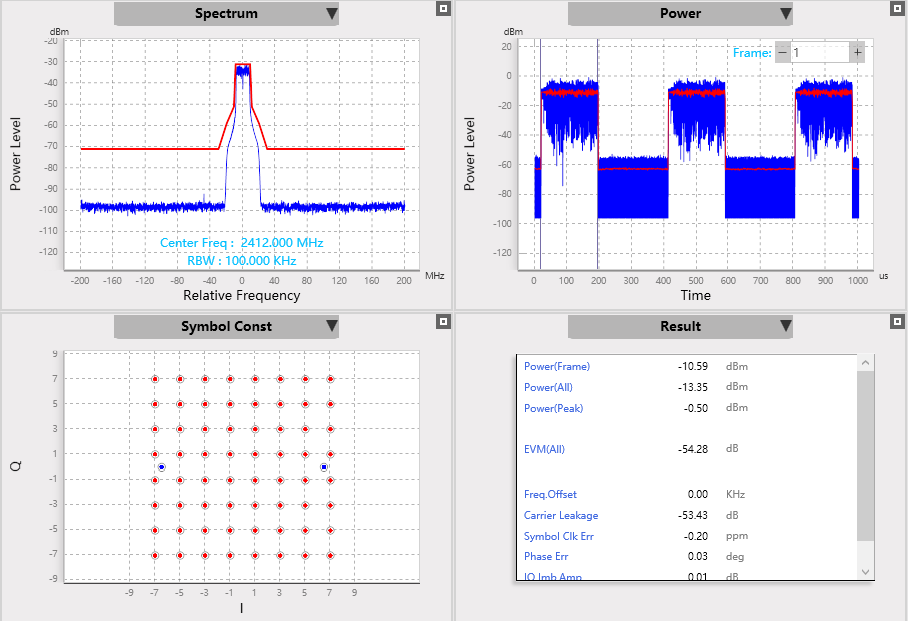 Spectrum
dBm
-20
-30
-40
-50
-60
-70
-80
-90
-100
-110
-120
Power Level
Center Freq : 2412.000 MHz
RBW : 100.000 KHz
-200 -160 -120 -80 -40 0 40 80 120 160 200 MHz
Relative Frequency
Power
dBm
Frame: − 1 +
20
0
-20
-40
-60
-80
-100
-120
Power Level
0 100 200 300 400 500 600 700 800 900 1000 us
Time
Symbol Const
9
7
5
3
1
-1
-3
-5
-7
-9
Q
-9 -7 -5 -3 -1 1 3 5 7 9
I
Result
Power(Frame) -10.59 dBm
Power(All) -13.35 dBm
Power(Peak) -0.50 dBm
EVM(All) -54.28 dB
Freq.Offset 0.00 KHz
Carrier Leakage -53.43 dB
Symbol Clk Err -0.20 ppm
Phase Err 0.03 deg
IQ Imb Amp 0.01 dB